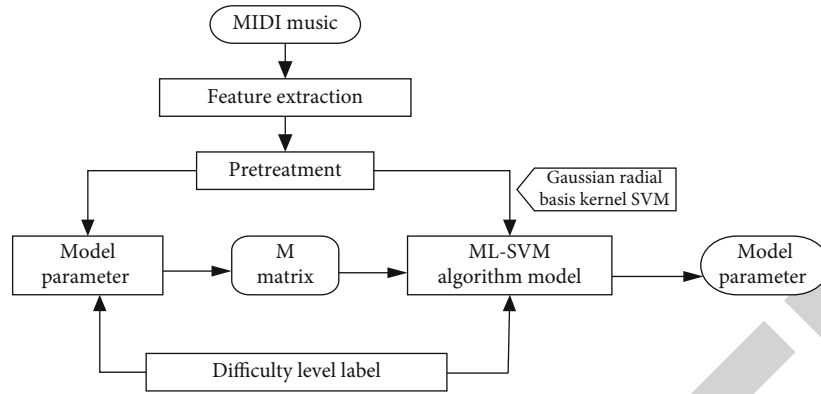 MIDI music
Feature extraction
Pretreatment
Gaussian radial
basis kernel SVM
Model
parameter
M
matrix
ML-SVM
algorithm model
Model
parameter
Difficulty level label